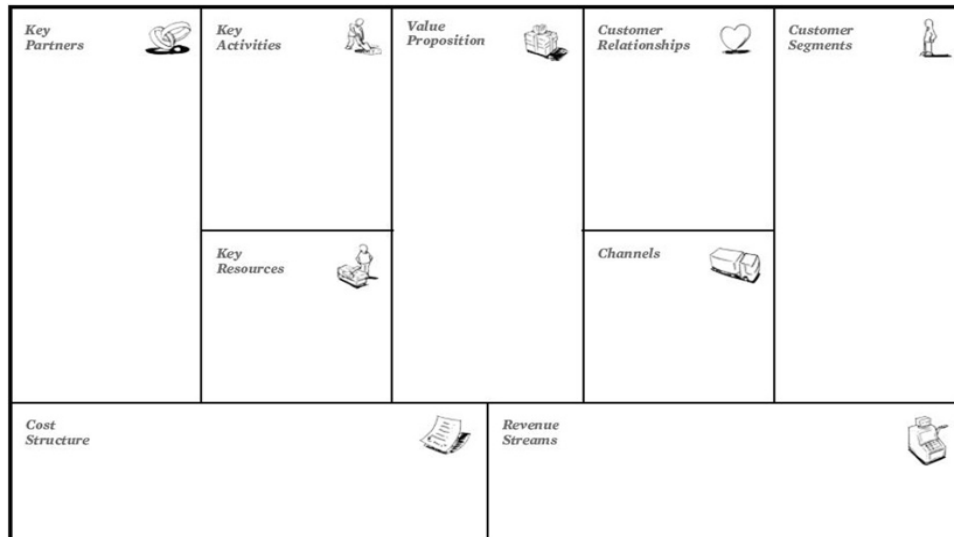 Key
Partners
Key
Activities
Value
Proposition
Customer
Relationships
Customer
Segments
Key
Resources
Channels
Cost
Structure
Revenue
Streams